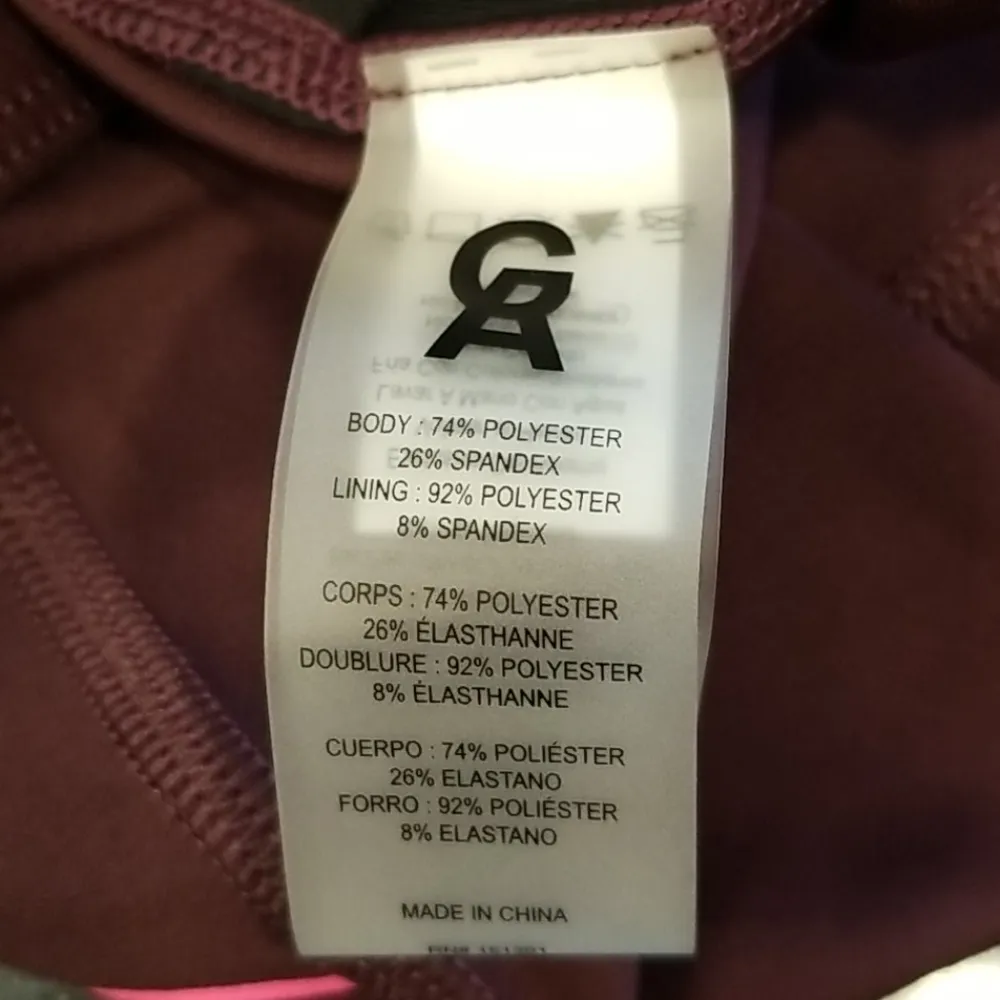 GRA
BODY : 74% POLYESTER
26% SPANDEX
LINING : 92% POLYESTER
8% SPANDEX
CORPS : 74% POLYESTER
26% ÉLASTHANNE
DOUBLURE : 92% POLYESTER
8% ÉLASTHANNE
CUERPO : 74% POLIÉSTER
26% ELASTANO
FORRO : 92% POLIÉSTER
8% ELASTANO
MADE IN CHINA